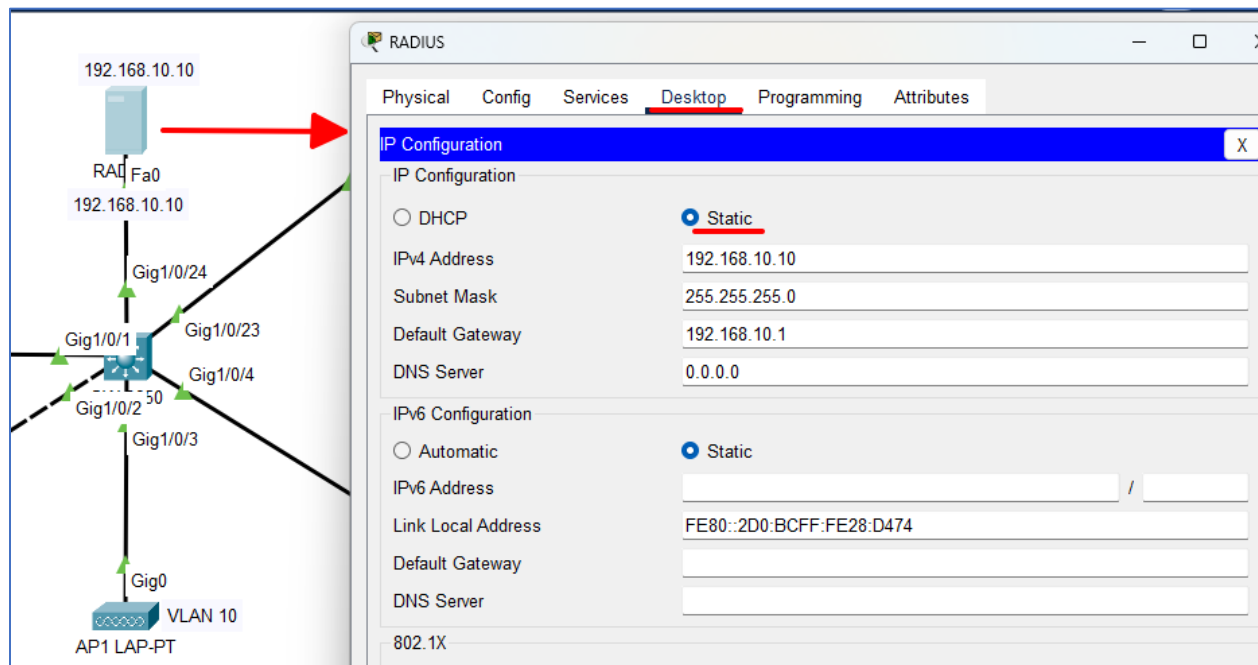 192.168.10.10
RAD Fa0
192.168.10.10
Gig1/0/24
Gig1/0/1
Gig1/0/23
Gig1/0/4
Gig1/0/2
50
Gig1/0/3
Gig0
VLAN 10
AP1 LAP-PT
RADIUS
Physical Config Services Desktop Programming Attributes
IP Configuration X
IP Configuration
DHCP Static
IPv4 Address 192.168.10.10
Subnet Mask 255.255.255.0
Default Gateway 192.168.10.1
DNS Server 0.0.0.0
IPv6 Configuration
Automatic Static
IPv6 Address /
Link Local Address FE80::2D0:BCFF:FE28:D474
Default Gateway
DNS Server
802.1X